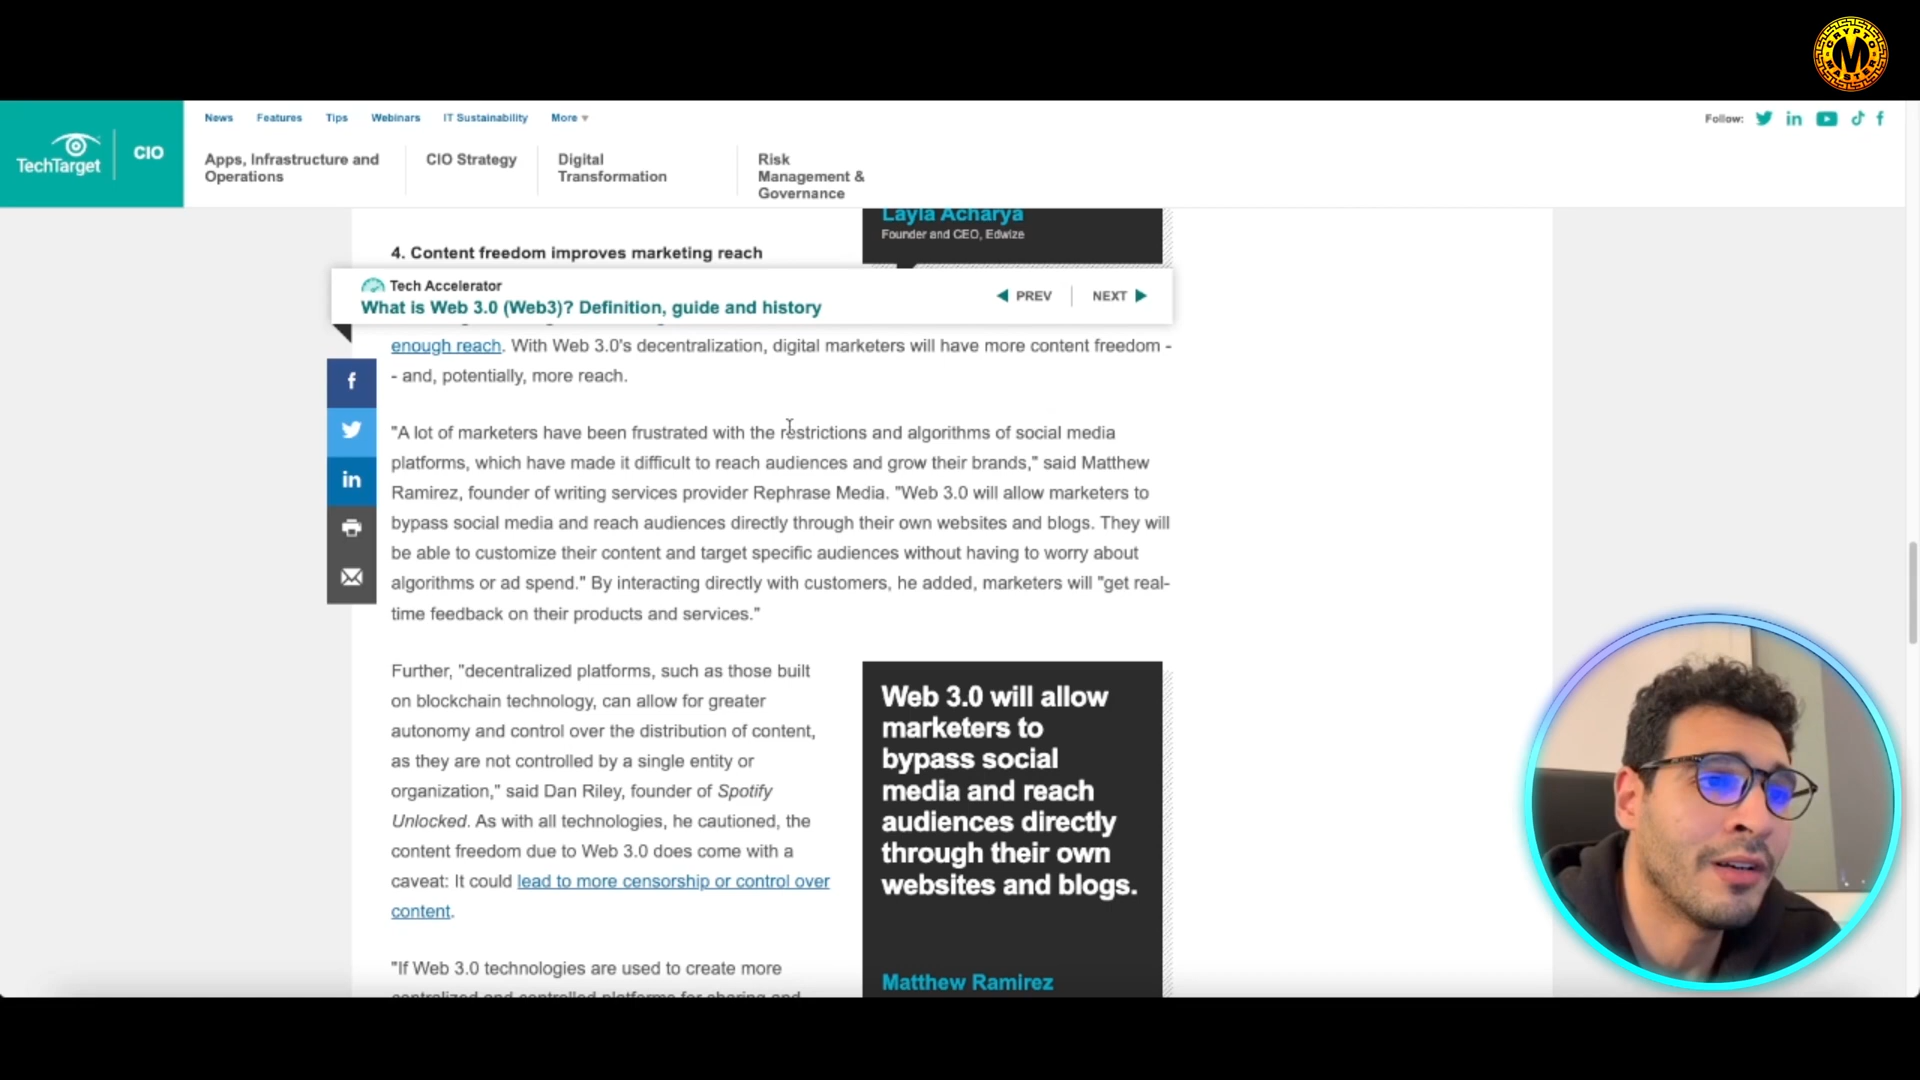 CRYPTO
M
MASTER
News Features Tips Webinars IT Sustainability More
Follow:
TechTarget
CIO
Apps, Infrastructure and
Operations
CIO Strategy
Digital
Transformation
Risk
Management &
Governance
Layla Acharya
Founder and CEO, Edwize
4. Content freedom improves marketing reach
Tech Accelerator
What is Web 3.0 (Web3)? Definition, guide and history
PREV
NEXT
enough reach. With Web 3.0's decentralization, digital marketers will have more content freedom -
- and, potentially, more reach.
"A lot of marketers have been frustrated with the restrictions and algorithms of social media
platforms, which have made it difficult to reach audiences and grow their brands," said Matthew
Ramirez, founder of writing services provider Rephrase Media. "Web 3.0 will allow marketers to
bypass social media and reach audiences directly through their own websites and blogs. They will
be able to customize their content and target specific audiences without having to worry about
algorithms or ad spend." By interacting directly with customers, he added, marketers will "get real-
time feedback on their products and services."
Further, "decentralized platforms, such as those built
on blockchain technology, can allow for greater
autonomy and control over the distribution of content,
as they are not controlled by a single entity or
organization," said Dan Riley, founder of Spotify
Unlocked. As with all technologies, he cautioned, the
content freedom due to Web 3.0 does come with a
caveat: It could lead to more censorship or control over
content.
"If Web 3.0 technologies are used to create more
centralized and controlled platforms for sharing and
Web 3.0 will allow
marketers to
bypass social
media and reach
audiences directly
through their own
websites and blogs.
Matthew Ramirez